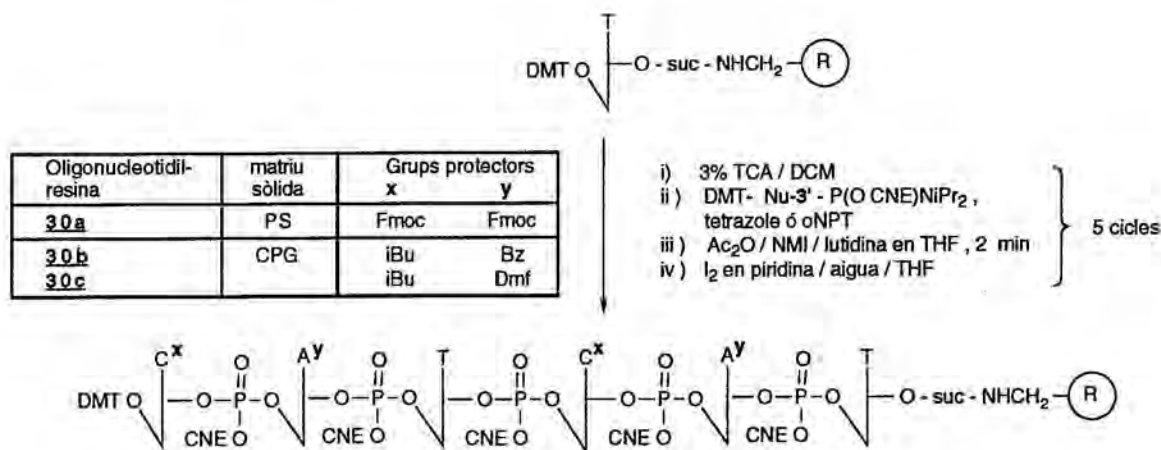 T
DMT O
O - suc - NHCH2 R
Oligonucleotidil-resina matriu sòlida Grups protectors
x y
30a PS Fmoc Fmoc
30b CPG iBu Bz
30c iBu Dmf
i) 3% TCA / DCM
ii ) DMT- Nu-3' - P(O CNE)NiPr2 ,
tetrazole ó oNPT
iii ) Ac2O / NMI / lutidina en THF , 2 min
iv) I2 en piridina / aigua / THF
5 cicles
Cx O Ay O T O Cx O Ay O T
DMT O O-P-O O-P-O O-P-O O-P-O O-P-O O- suc - NHCH2 R
CNE O CNE O CNE O CNE O CNE O